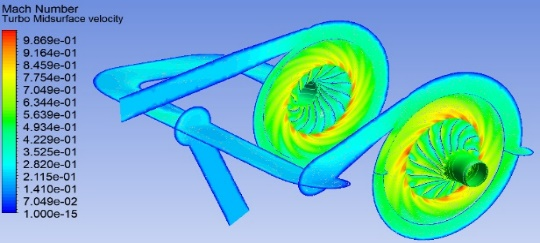 Mach Number
Turbo Midsurface velocity
9.869e-01
9.164e-01
8.459e-01
7.754e-01
7.049e-01
6.344e-01
5.639e-01
4.934e-01
4.229e-01
3.525e-01
2.820e-01
2.115e-01
1.410e-01
7.049e-02
1.000e-15